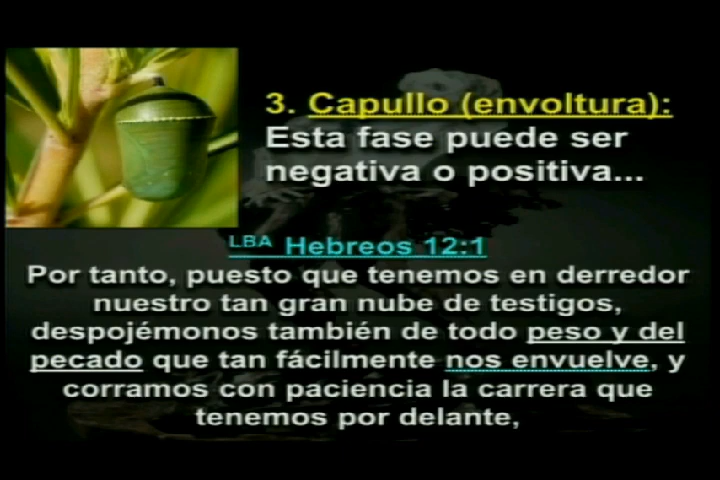 3. Capullo (envoltura):
Esta fase puede ser
negativa o positiva...
LBA Hebreos 12:1
Por tanto, puesto que tenemos en derredor
nuestro tan gran nube de testigos,
despojémonos también de todo peso y del
pecado que tan fácilmente nos envuelve, y
corramos con paciencia la carrera que
tenemos por delante,